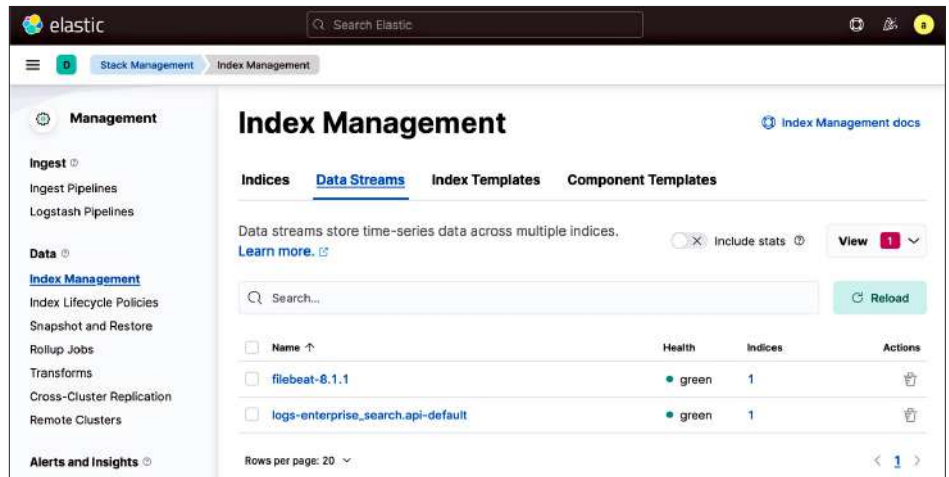 elastic
Search Elastic
a
D
Stack Management
Index Management
Management
Ingest
Ingest Pipelines
Logstash Pipelines
Data
Index Management
Index Lifecycle Policies
Snapshot and Restore
Rollup Jobs
Transforms
Cross-Cluster Replication
Remote Clusters
Alerts and Insights
Index Management
Index Management docs
Indices Data Streams Index Templates Component Templates
Data streams store time-series data across multiple indices.
Learn more.
Include stats
View 1
Search...
Reload
Name Health Indices Actions
filebeat-8.1.1 green 1
logs-enterprise_search.api-default green 1
Rows per page: 20
< 1 >